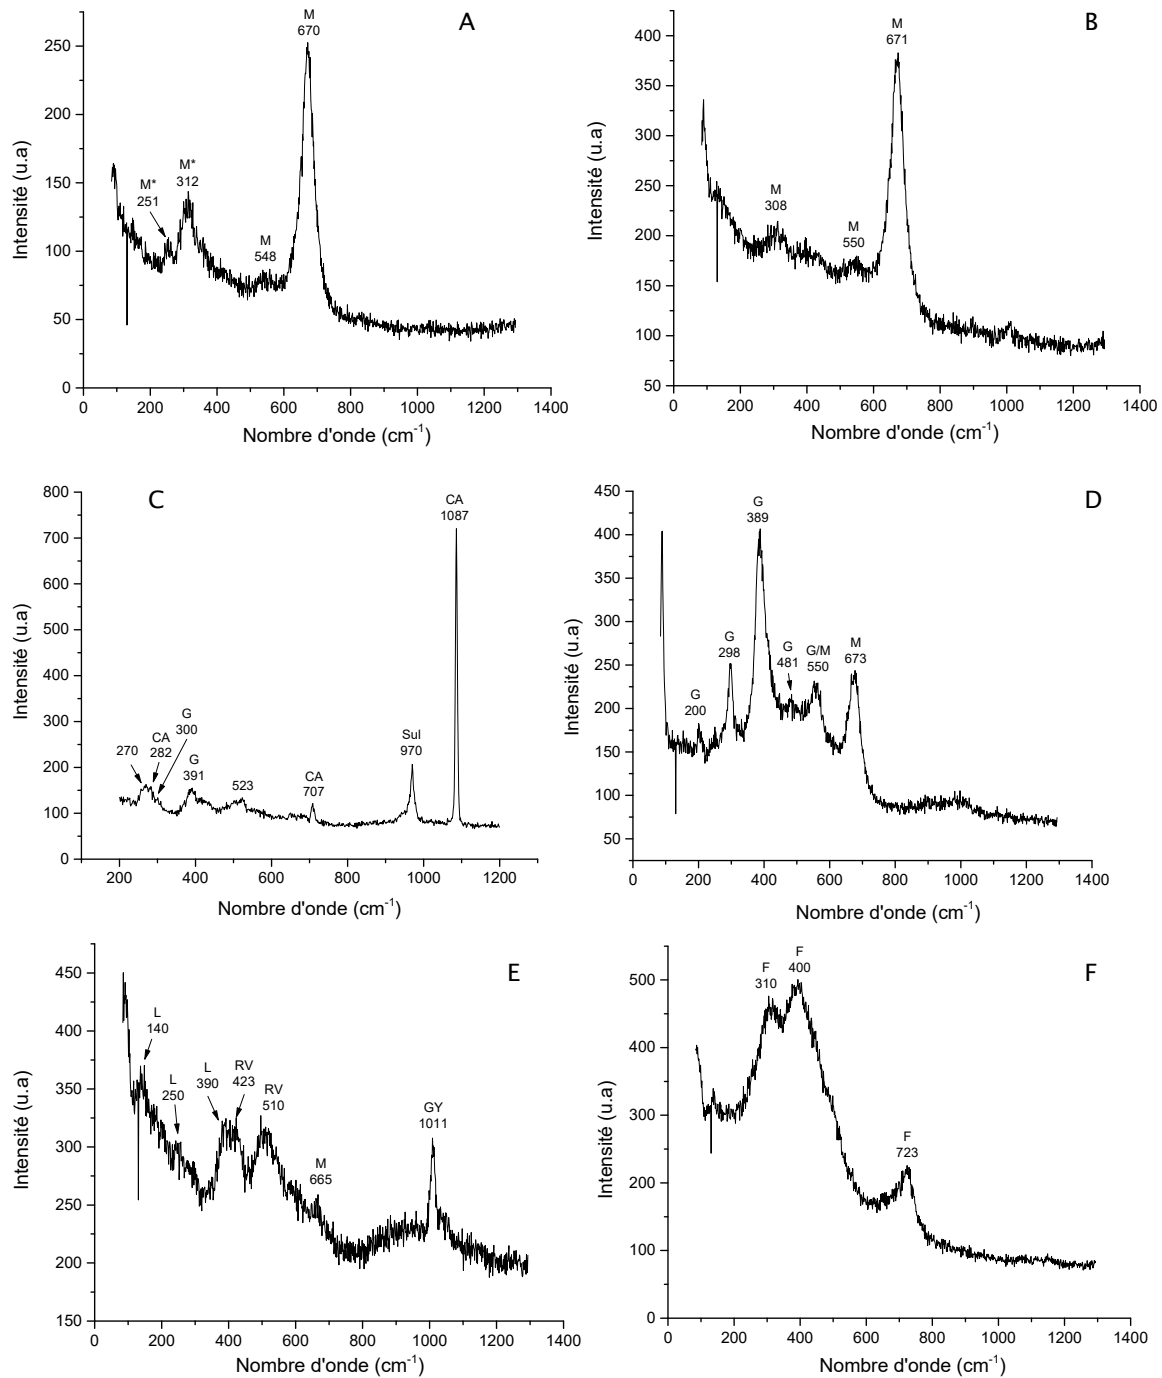 A
M
670
M*
312
M*
251
M
548
250
200
150
100
50
0
Intensité (u.a)
0 200 400 600 800 1000 1200 1400
Nombre d'onde (cm-1)
B
M
671
M
308
M
550
400
350
300
250
200
150
100
50
Intensité (u.a)
0 200 400 600 800 1000 1200 1400
Nombre d'onde (cm-1)
C
CA
1087
Sul
970
G
300
CA
282
270
G
391
523
CA
707
800
700
600
500
400
300
200
100
0
Intensité (u.a)
200 400 600 800 1000 1200
Nombre d'onde (cm-1)
D
G
389
G
298
G
481
G/M
550
M
673
G
200
450
400
350
300
250
200
150
100
50
Intensité (u.a)
0 200 400 600 800 1000 1200 1400
Nombre d'onde (cm-1)
E
L
140
L
250
L
390
RV
423
RV
510
M
665
GY
1011
450
400
350
300
250
200
150
Intensité (u.a)
0 200 400 600 800 1000 1200 1400
Nombre d'onde (cm-1)
F
F
310
F
400
F
723
500
400
300
200
100
0
Intensité (u.a)
0 200 400 600 800 1000 1200 1400
Nombre d'onde (cm-1)